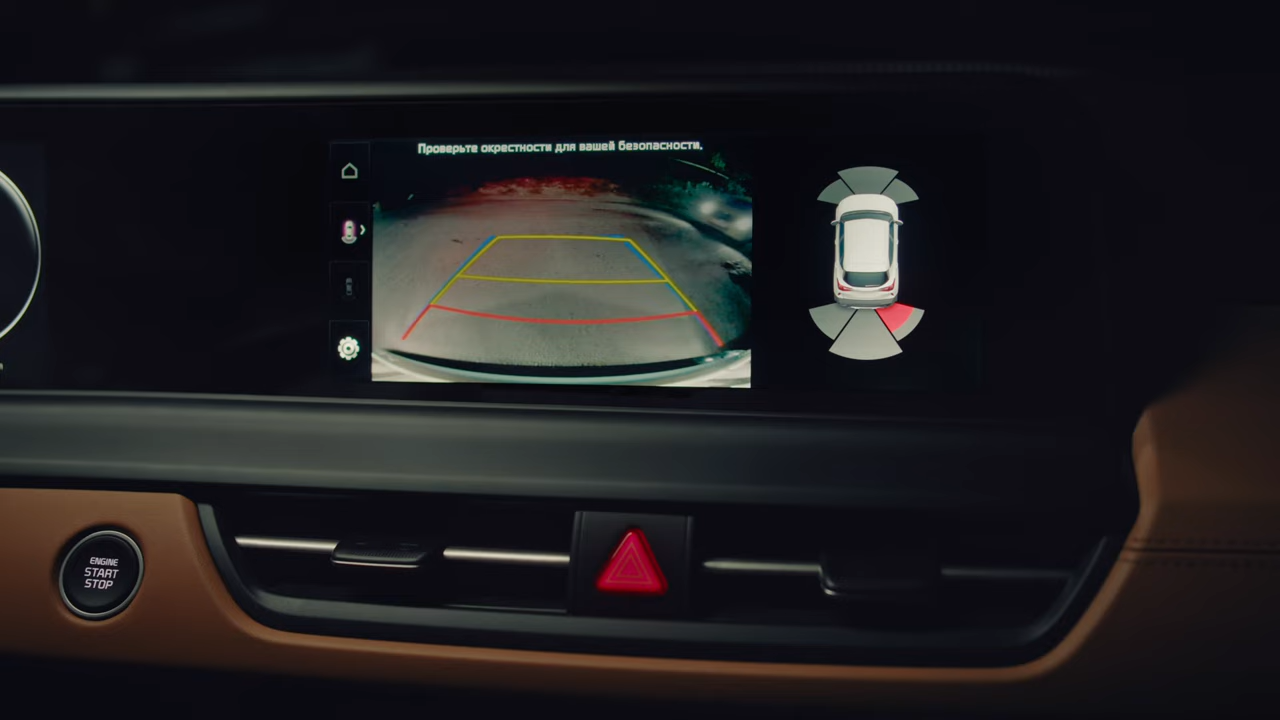 Проверьте окрестности для вашей безопасности.
ENGINE
START
STOP